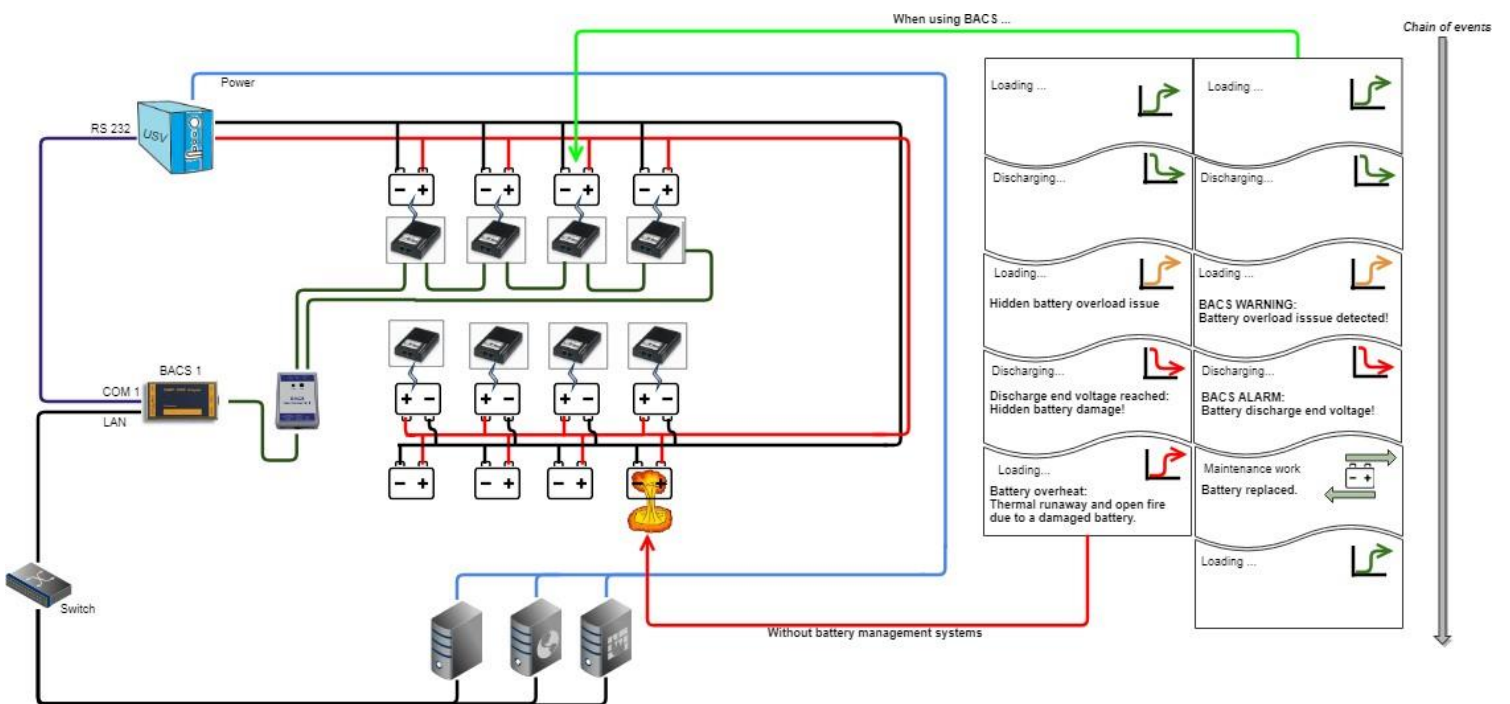 When using BACS ...
Chain of events
Power
RS 232
USV
BACS 1
COM 1
LAN
BACS
Switch
Without battery management systems
Loading ...
Discharging...
Loading...
Hidden battery overload issue
Discharging...
Discharge end voltage reached:
Hidden battery damage!
Loading...
Battery overheat:
Thermal runaway and open fire
due to a damaged battery.
Loading ...
Discharging...
Loading ...
BACS WARNING:
Battery overload isssue detected!
Discharging...
BACS ALARM:
Battery discharge end voltage!
Maintenance work
Battery replaced.
Loading ...